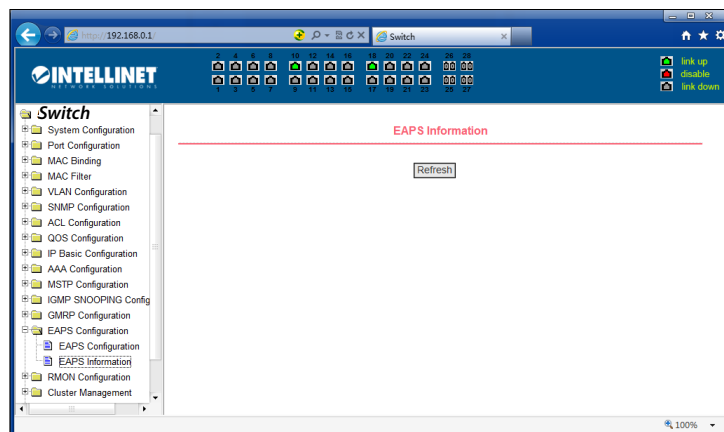 http://192.168.0.1/
Switch
INTELLINET
NETWORK SOLUTIONS
2 4 6 8 10 12 14 16 18 20 22 24 26 28
1 3 5 7 9 11 13 15 17 19 21 23 25 27
link up
disable
link down
Switch
System Configuration
Port Configuration
MAC Binding
MAC Filter
VLAN Configuration
SNMP Configuration
ACL Configuration
QOS Configuration
IP Basic Configuration
AAA Configuration
MSTP Configuration
IGMP SNOOPING Config
GMRP Configuration
EAPS Configuration
EAPS Configuration
EAPS Information
RMON Configuration
Cluster Management
EAPS Information
Refresh
100%